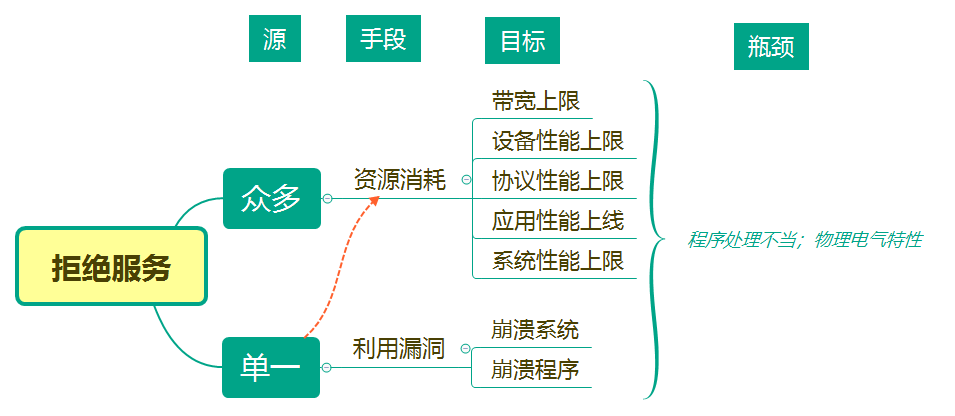 源
手段
目标
瓶颈
带宽上限
设备性能上限
众多
资源消耗
协议性能上限
应用性能上线
系统性能上限
程序处理不当；物理电气特性
拒绝服务
单一
利用漏洞
崩溃系统
崩溃程序